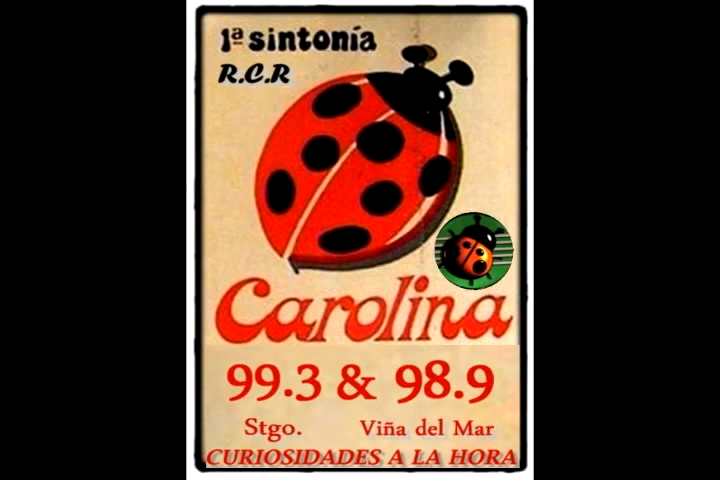 1ª sintonía
R.C.R
Carolina
99.3 & 98.9
Stgo. Viña del Mar
CURIOSIDADES A LA HORA